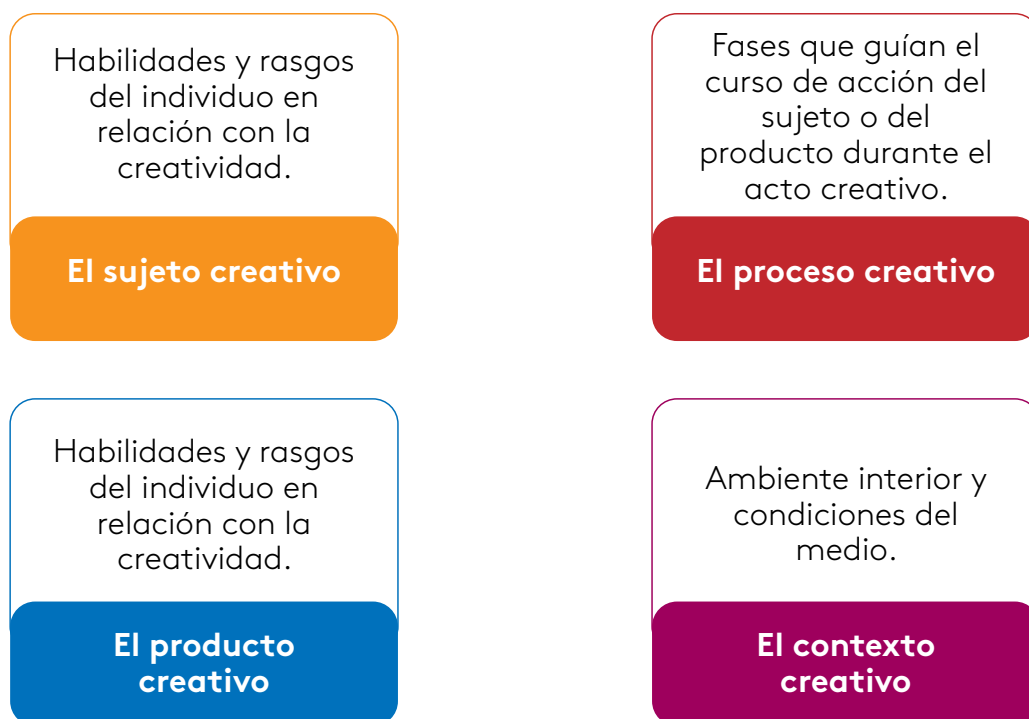 Habilidades y rasgos
del individuo en
relación con la
creatividad.
El sujeto creativo
Fases que guían el
curso de acción del
sujeto o del
producto durante el
acto creativo.
El proceso creativo
Habilidades y rasgos
del individuo en
relación con la
creatividad.
El producto
creativo
Ambiente interior y
condiciones del
medio.
El contexto
creativo